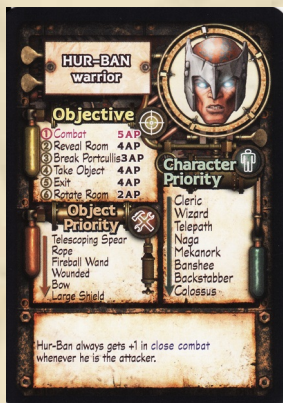 HUR-BAN
warrior
Objective
1 Combat 5AP
2 Reveal Room 4AP
3 Break Portcullis 3AP
4 Take Object 4AP
5 Exit 4AP
6 Rotate Room 2AP
Object
Priority
Telescoping Spear
Rope
Fireball Wand
Wounded
Bow
Large Shield
Character
Priority
Cleric
Wizard
Telepath
Naga
Mekanork
Banshee
Backstabber
Colossus
Hur-Ban always gets +1 in close combat
whenever he is the attacker.